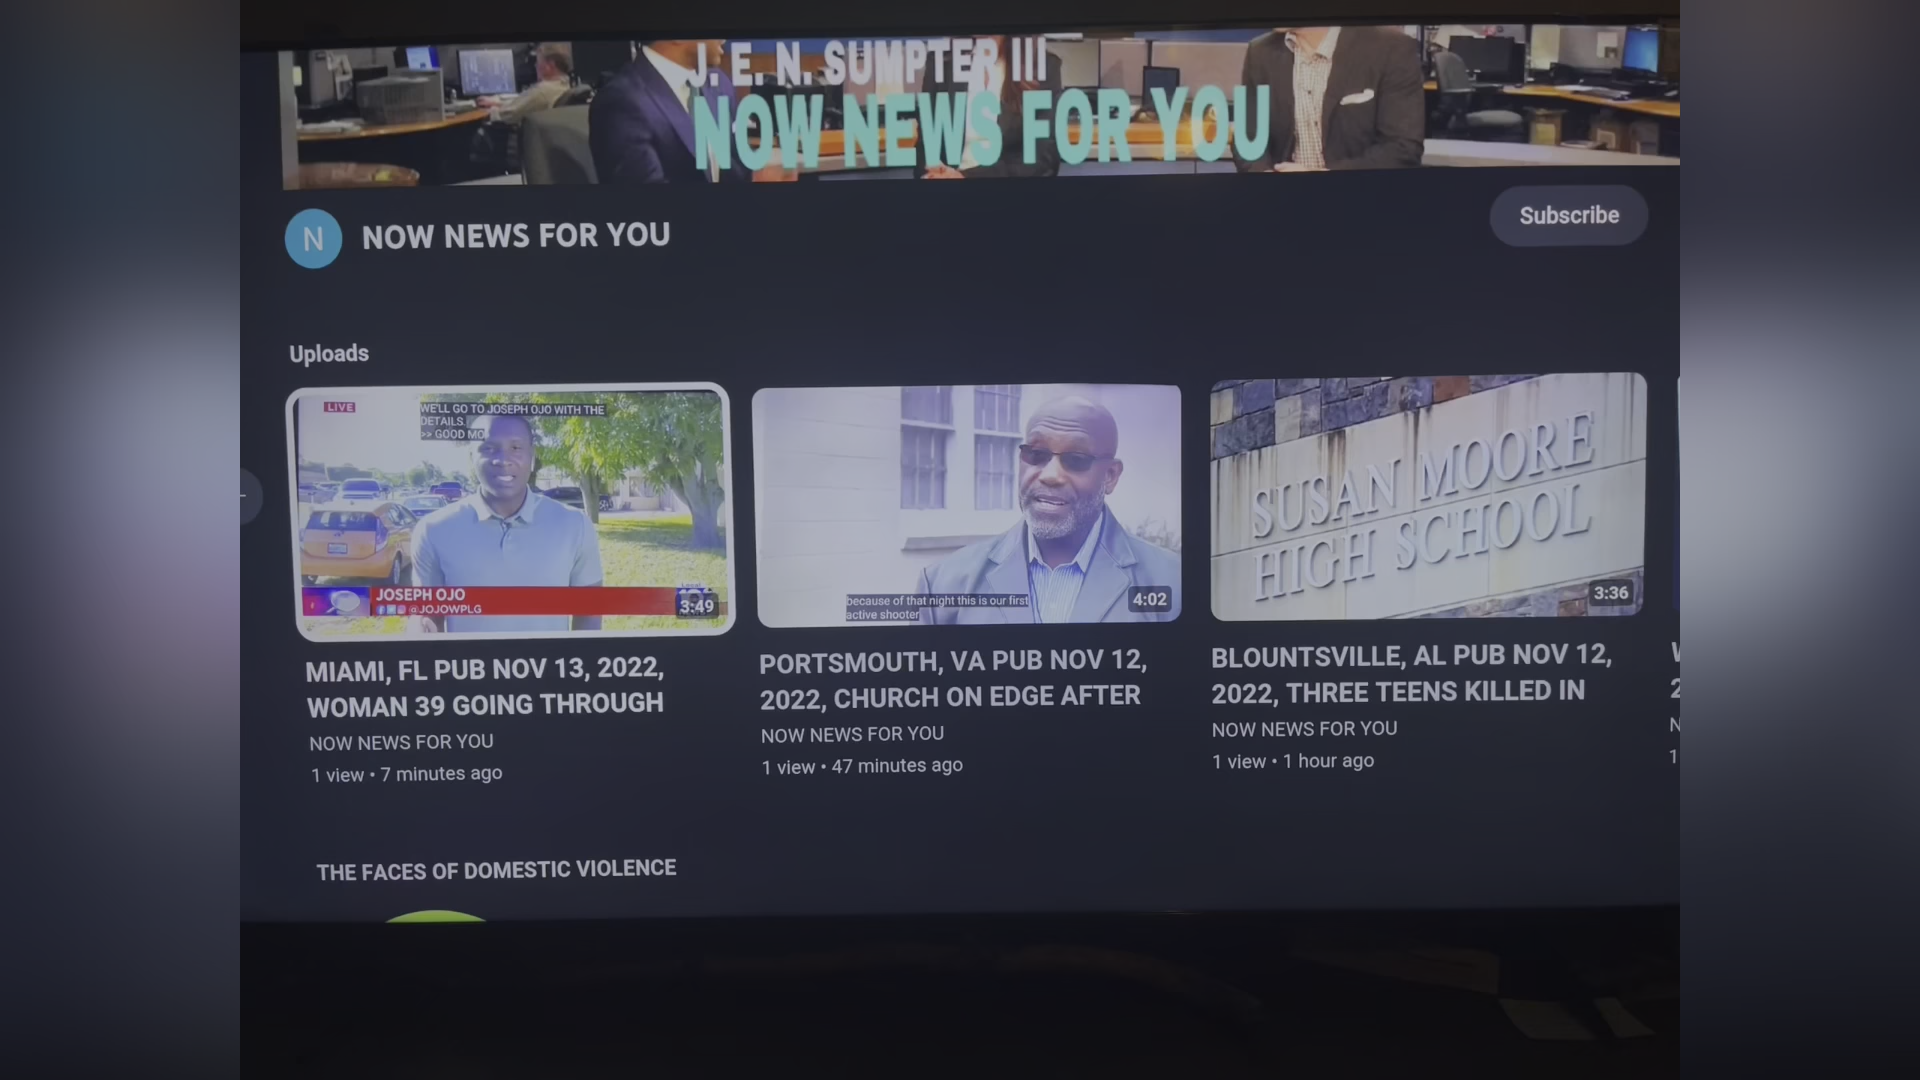 J. E. N. SUMPTER III
NOW NEWS FOR YOU
N
NOW NEWS FOR YOU
Subscribe
Uploads
LIVE
WE'LL GO TO JOSEPH OJO WITH THE
DETAILS.
>> GOOD MO
JOSEPH OJO
@JOJOWPLG
3:49
MIAMI, FL PUB NOV 13, 2022,
WOMAN 39 GOING THROUGH
NOW NEWS FOR YOU
1 view • 7 minutes ago
because of that night this is our first
active shooter
4:02
PORTSMOUTH, VA PUB NOV 12,
2022, CHURCH ON EDGE AFTER
NOW NEWS FOR YOU
1 view • 47 minutes ago
SUSAN MOORE
HIGH SCHOOL
3:36
BLOUNTSVILLE, AL PUB NOV 12,
2022, THREE TEENS KILLED IN
NOW NEWS FOR YOU
1 view • 1 hour ago
THE FACES OF DOMESTIC VIOLENCE